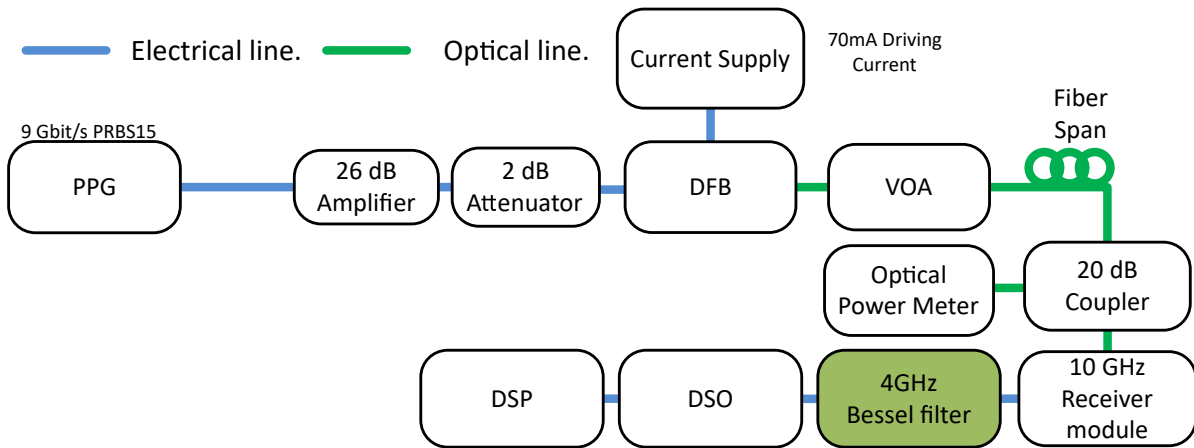 Electrical line.
Optical line.
Current Supply
70mA Driving
Current
Fiber
Span
9 Gbit/s PRBS15
PPG
26 dB
Amplifier
2 dB
Attenuator
DFB
VOA
Optical
Power Meter
20 dB
Coupler
DSP
DSO
4GHz
Bessel filter
10 GHz
Receiver
module